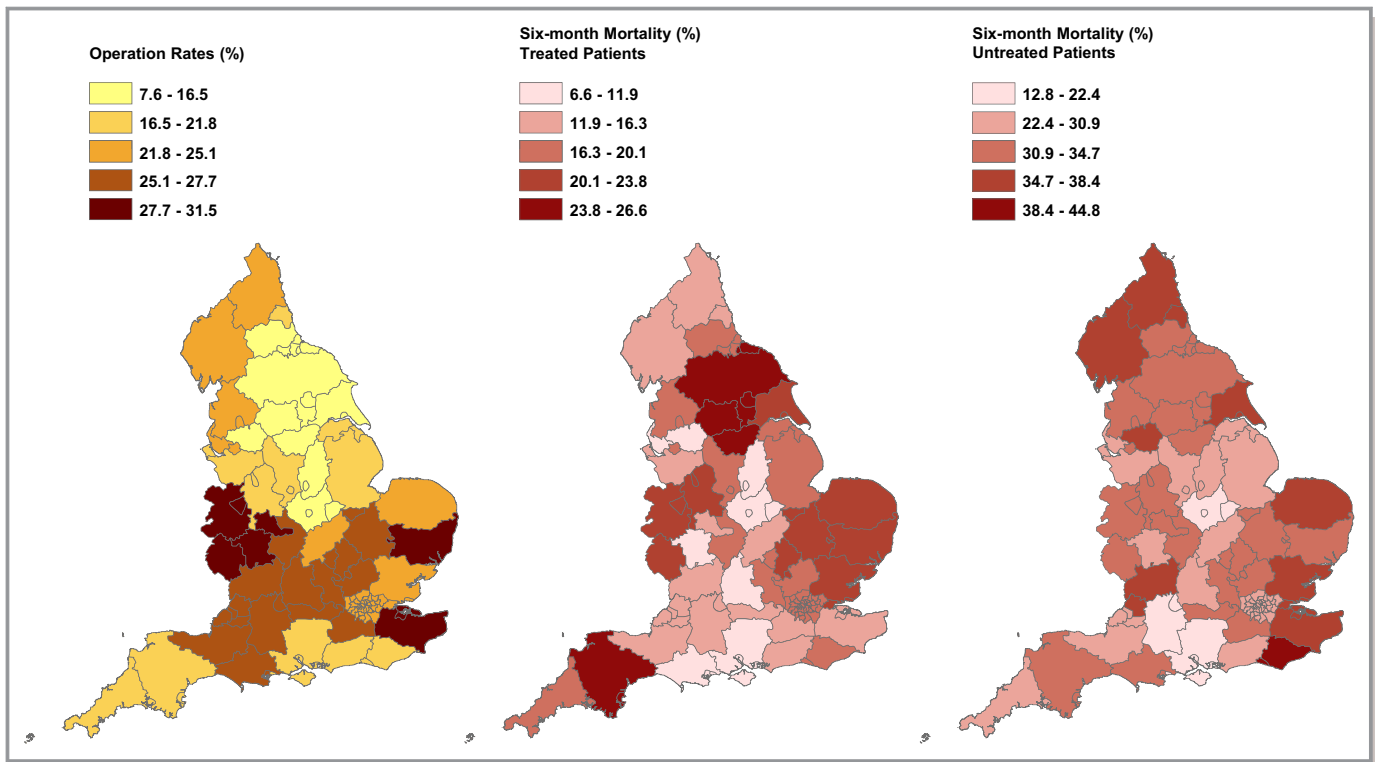 Operation Rates (%)
7.6 - 16.5
16.5 - 21.8
21.8 - 25.1
25.1 - 27.7
27.7 - 31.5
Six-month Mortality (%)
Treated Patients
6.6 - 11.9
11.9 - 16.3
16.3 - 20.1
20.1 - 23.8
23.8 - 26.6
Six-month Mortality (%)
Untreated Patients
12.8 - 22.4
22.4 - 30.9
30.9 - 34.7
34.7 - 38.4
38.4 - 44.8